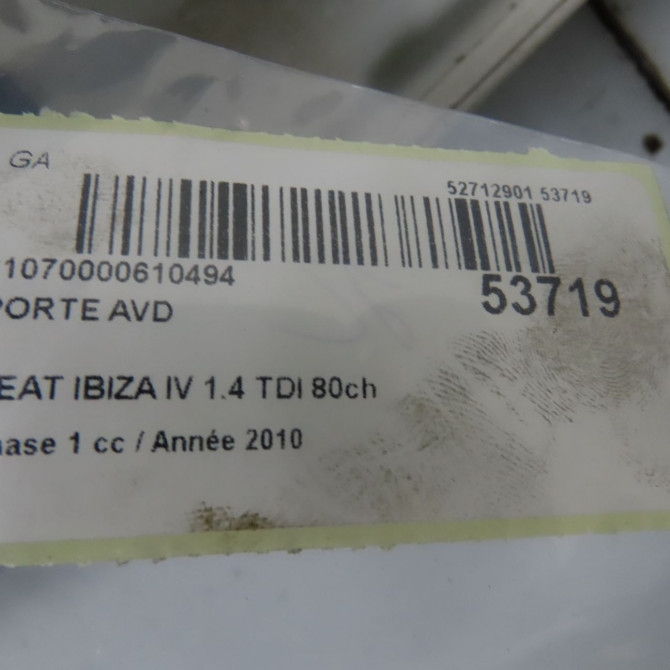 GA
52712901 53719
1070000610494
53719
PORTE AVD
EAT IBIZA IV 1.4 TDI 80ch
hase 1 cc / Année 2010